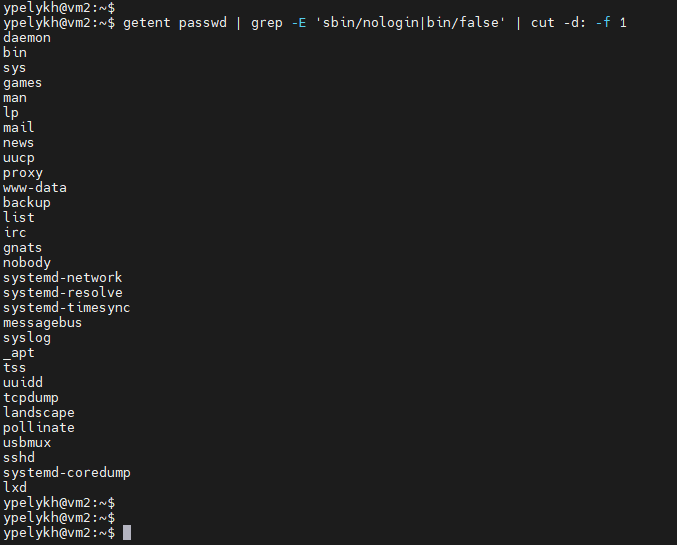 ypelykh@vm2:~$
ypelykh@vm2:~$ getent passwd | grep -E 'sbin/nologin|bin/false' | cut -d: -f 1
daemon
bin
sys
games
man
lp
mail
news
uucp
proxy
www-data
backup
list
irc
gnats
nobody
systemd-network
systemd-resolve
systemd-timesync
messagebus
syslog
_apt
tss
uuidd
tcpdump
landscape
pollinate
usbmux
sshd
systemd-coredump
lxd
ypelykh@vm2:~$
ypelykh@vm2:~$
ypelykh@vm2:~$